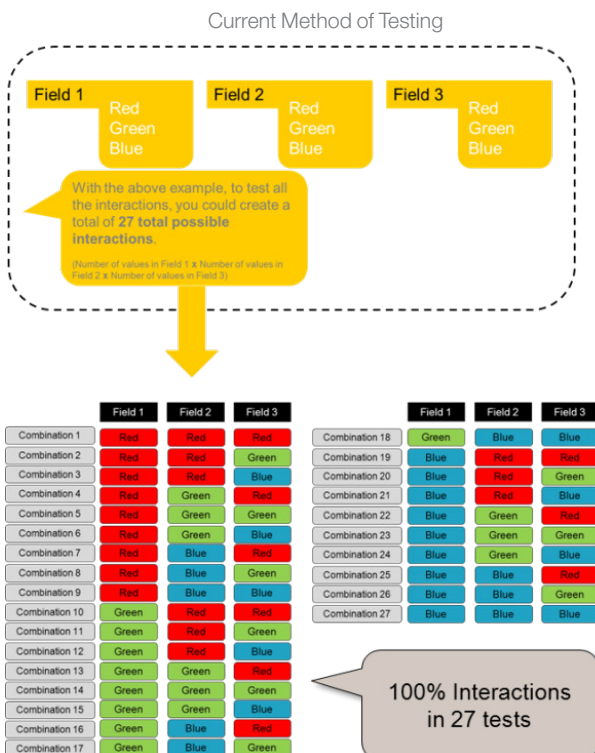 Current Method of Testing
Field 1
Red
Green
Blue
Field 2
Red
Green
Blue
Field 3
Red
Green
Blue
With the above example, to test all
the interactions, you could create a
total of 27 total possible
interactions.
(Number of values in Field 1 x Number of values in
Field 2 x Number of values in Field 3)
Field 1 Field 2 Field 3
Combination 1 Red Red Red
Combination 2 Red Red Green
Combination 3 Red Red Blue
Combination 4 Red Green Red
Combination 5 Red Green Green
Combination 6 Red Green Blue
Combination 7 Red Blue Red
Combination 8 Red Blue Green
Combination 9 Red Blue Blue
Combination 10 Green Red Red
Combination 11 Green Red Green
Combination 12 Green Red Blue
Combination 13 Green Green Red
Combination 14 Green Green Green
Combination 15 Green Green Blue
Combination 16 Green Blue Red
Combination 17 Green Blue Green
Field 1 Field 2 Field 3
Combination 18 Green Blue Blue
Combination 19 Blue Red Red
Combination 20 Blue Red Green
Combination 21 Blue Red Blue
Combination 22 Blue Green Red
Combination 23 Blue Green Green
Combination 24 Blue Green Blue
Combination 25 Blue Blue Red
Combination 26 Blue Blue Green
Combination 27 Blue Blue Blue
100% Interactions
in 27 tests